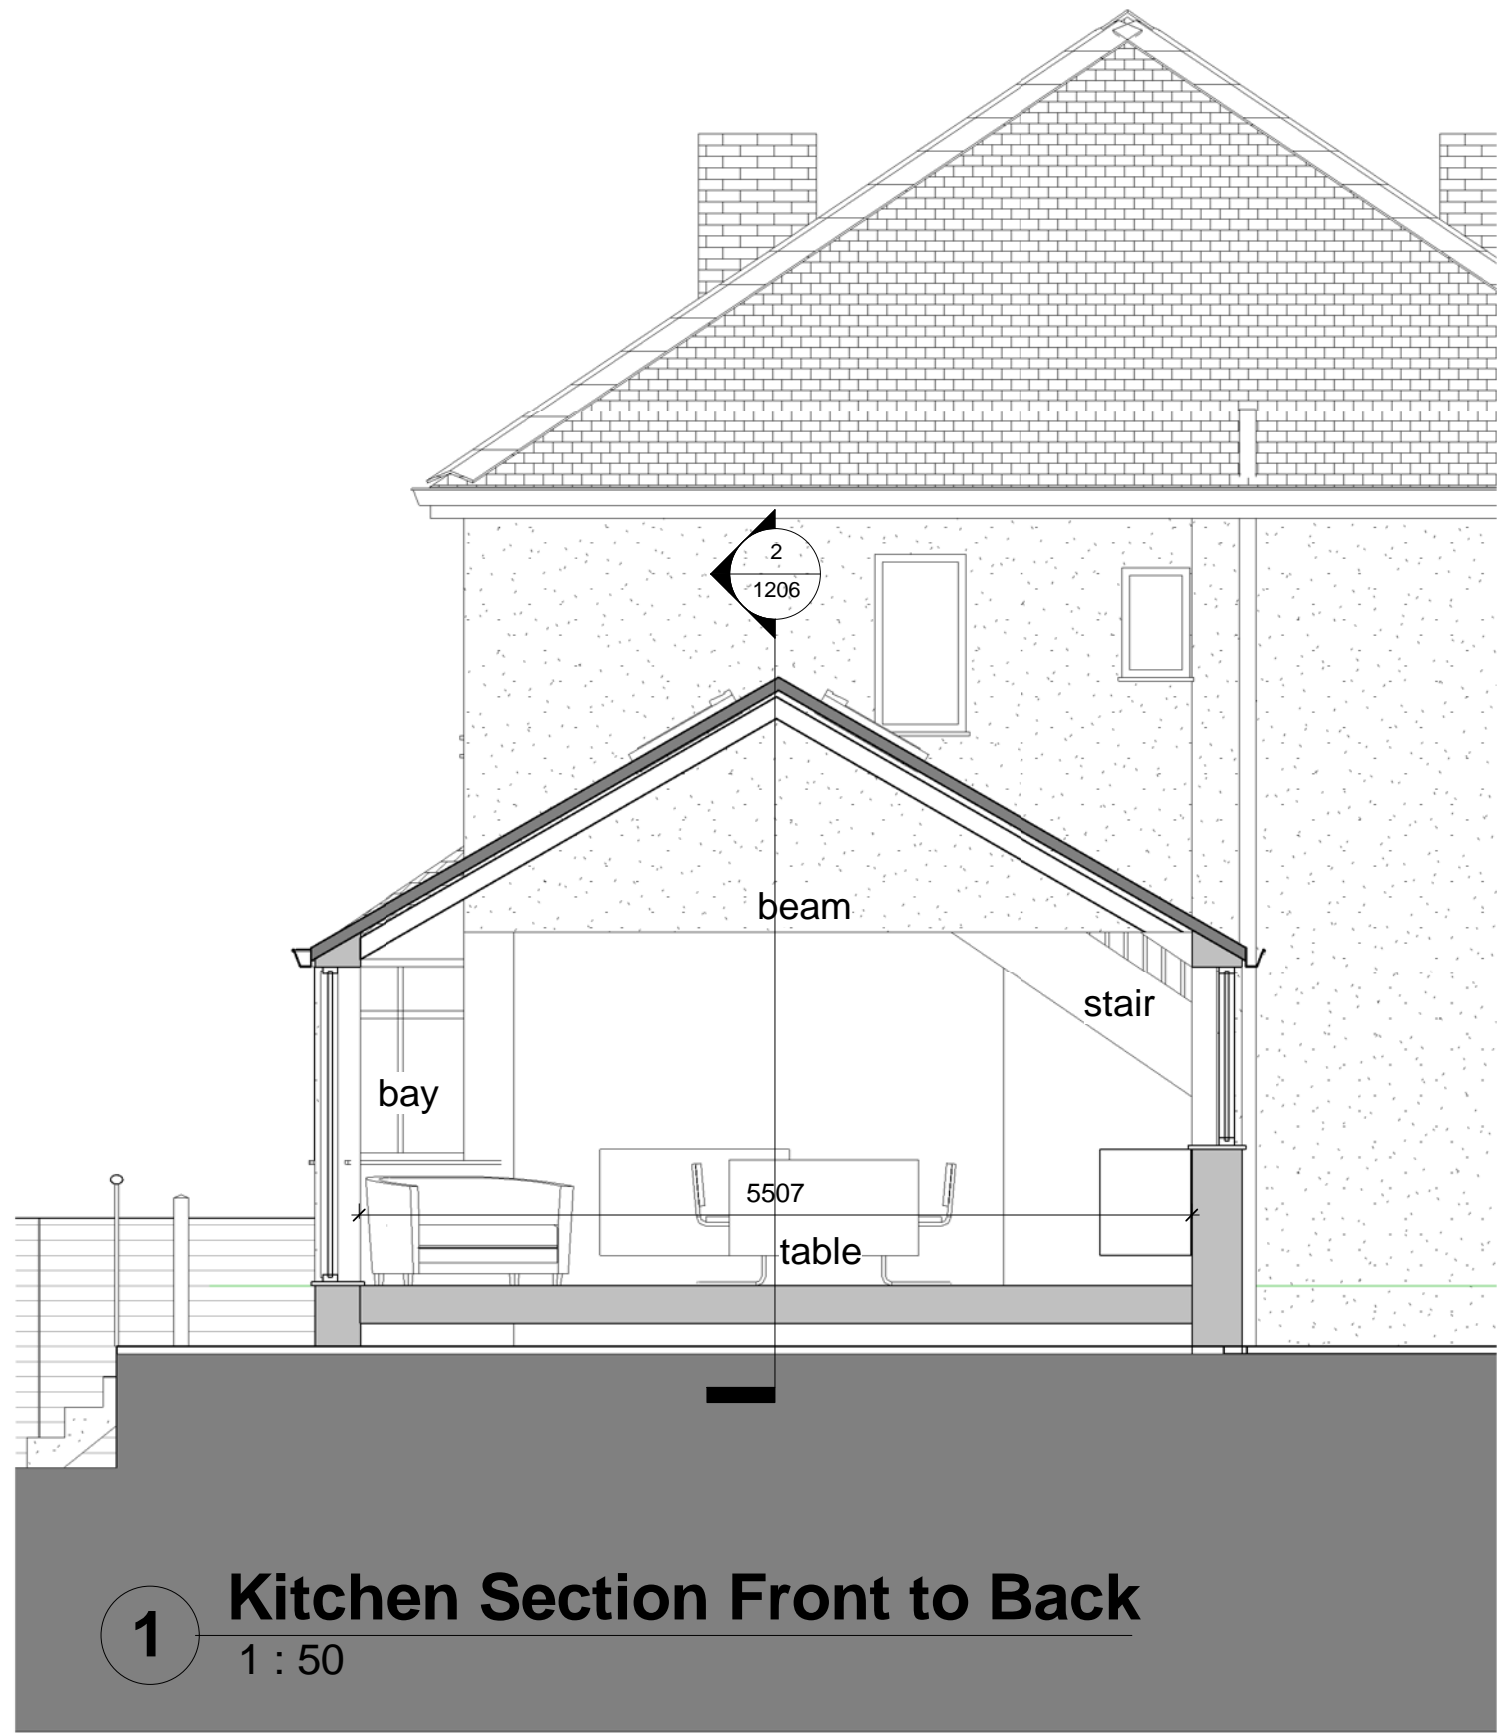 2
1206
beam
stair
bay
5507
table
1
Kitchen Section Front to Back
1 : 50